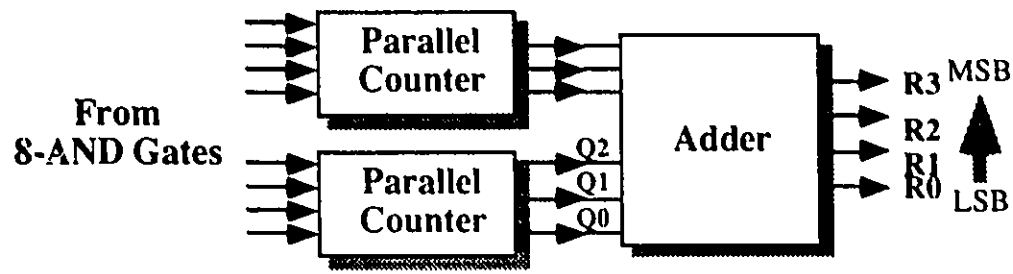 Parallel
Counter
From
8-AND Gates
Parallel
Counter
Q2
Q1
Q0
Adder
R3
R2
R1
R0
MSB
LSB